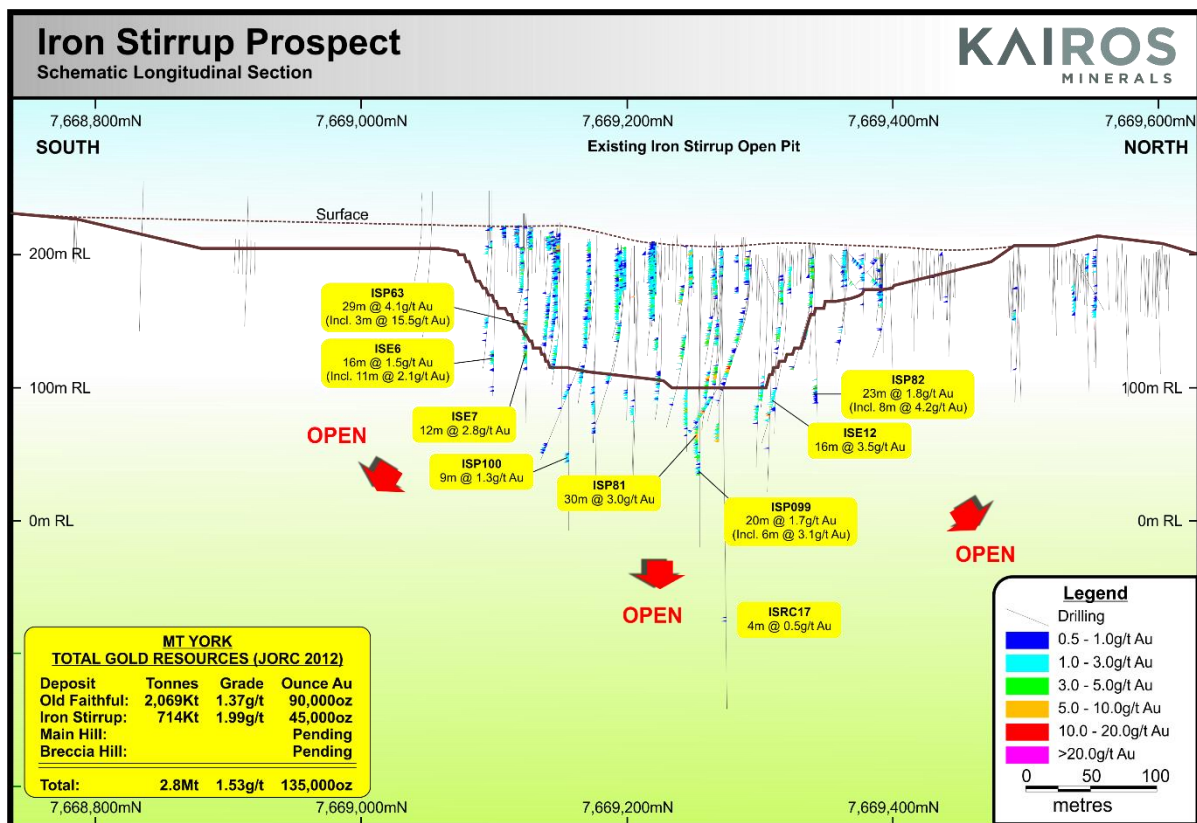 Iron Stirrup Prospect
Schematic Longitudinal Section
KAIROS
MINERALS
7,668,800mN 7,669,000mN 7,669,200mN 7,669,400mN 7,669,600mN
SOUTH Existing Iron Stirrup Open Pit NORTH
Surface
200m RL
ISP63
29m @ 4.1g/t Au
(Incl. 3m @ 15.5g/t Au)
ISE6
16m @ 1.5g/t Au
(Incl. 11m @ 2.1g/t Au)
100m RL 100m RL
ISP82
23m @ 1.8g/t Au
(Incl. 8m @ 4.2g/t Au)
ISE7
12m @ 2.8g/t Au
ISE12
16m @ 3.5g/t Au
OPEN
ISP100
9m @ 1.3g/t Au
ISP81
30m @ 3.0g/t Au
ISP099
20m @ 1.7g/t Au
(Incl. 6m @ 3.1g/t Au)
0m RL 0m RL
OPEN
OPEN
ISRC17
4m @ 0.5g/t Au
MT YORK
TOTAL GOLD RESOURCES (JORC 2012)
Deposit Tonnes Grade Ounce Au
Old Faithful: 2,069Kt 1.37g/t 90,000oz
Iron Stirrup: 714Kt 1.99g/t 45,000oz
Main Hill: Pending
Breccia Hill: Pending
Total: 2.8Mt 1.53g/t 135,000oz
Legend
Drilling
0.5 - 1.0g/t Au
1.0 - 3.0g/t Au
3.0 - 5.0g/t Au
5.0 - 10.0g/t Au
10.0 - 20.0g/t Au
>20.0g/t Au
0 50 100
metres
7,668,800mN 7,669,000mN 7,669,200mN 7,669,400mN